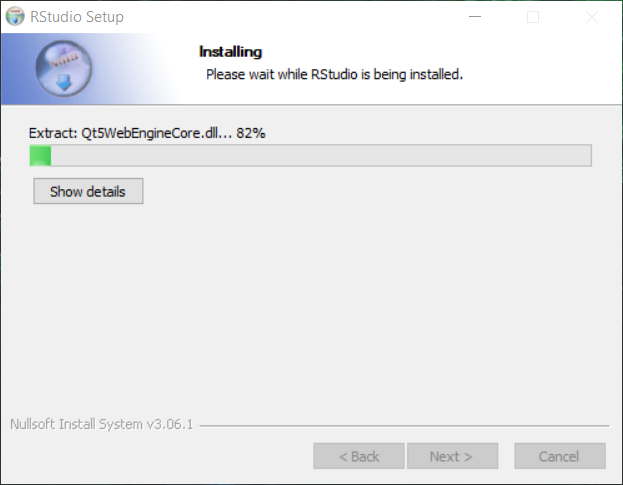 RStudio Setup
Installing
Please wait while RStudio is being installed.
Extract: Qt5WebEngineCore.dll... 82%
Show details
Nullsoft Install System v3.06.1
< Back
Next >
Cancel